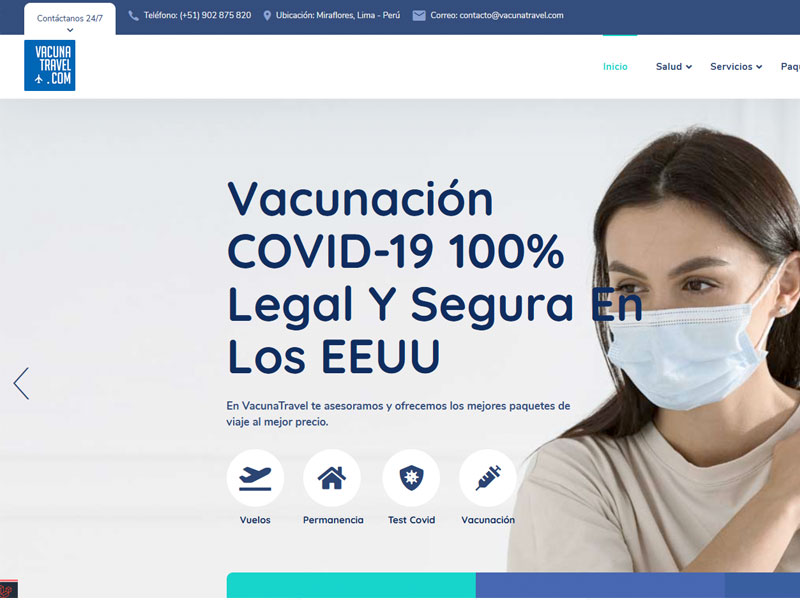 Contáctanos 24/7
Teléfono: (+51) 902 875 820
Ubicación: Miraflores, Lima - Perú
Correo: contacto@vacunatravel.com
VACUNA
TRAVEL
.COM
Inicio
Salud
Servicios
Paqu
Vacunación
COVID-19 100%
Legal Y Segura En
Los EEUU
En VacunaTravel te asesoramos y ofrecemos los mejores paquetes de
viaje al mejor precio.
Vuelos
Permanencia
Test Covid
Vacunación